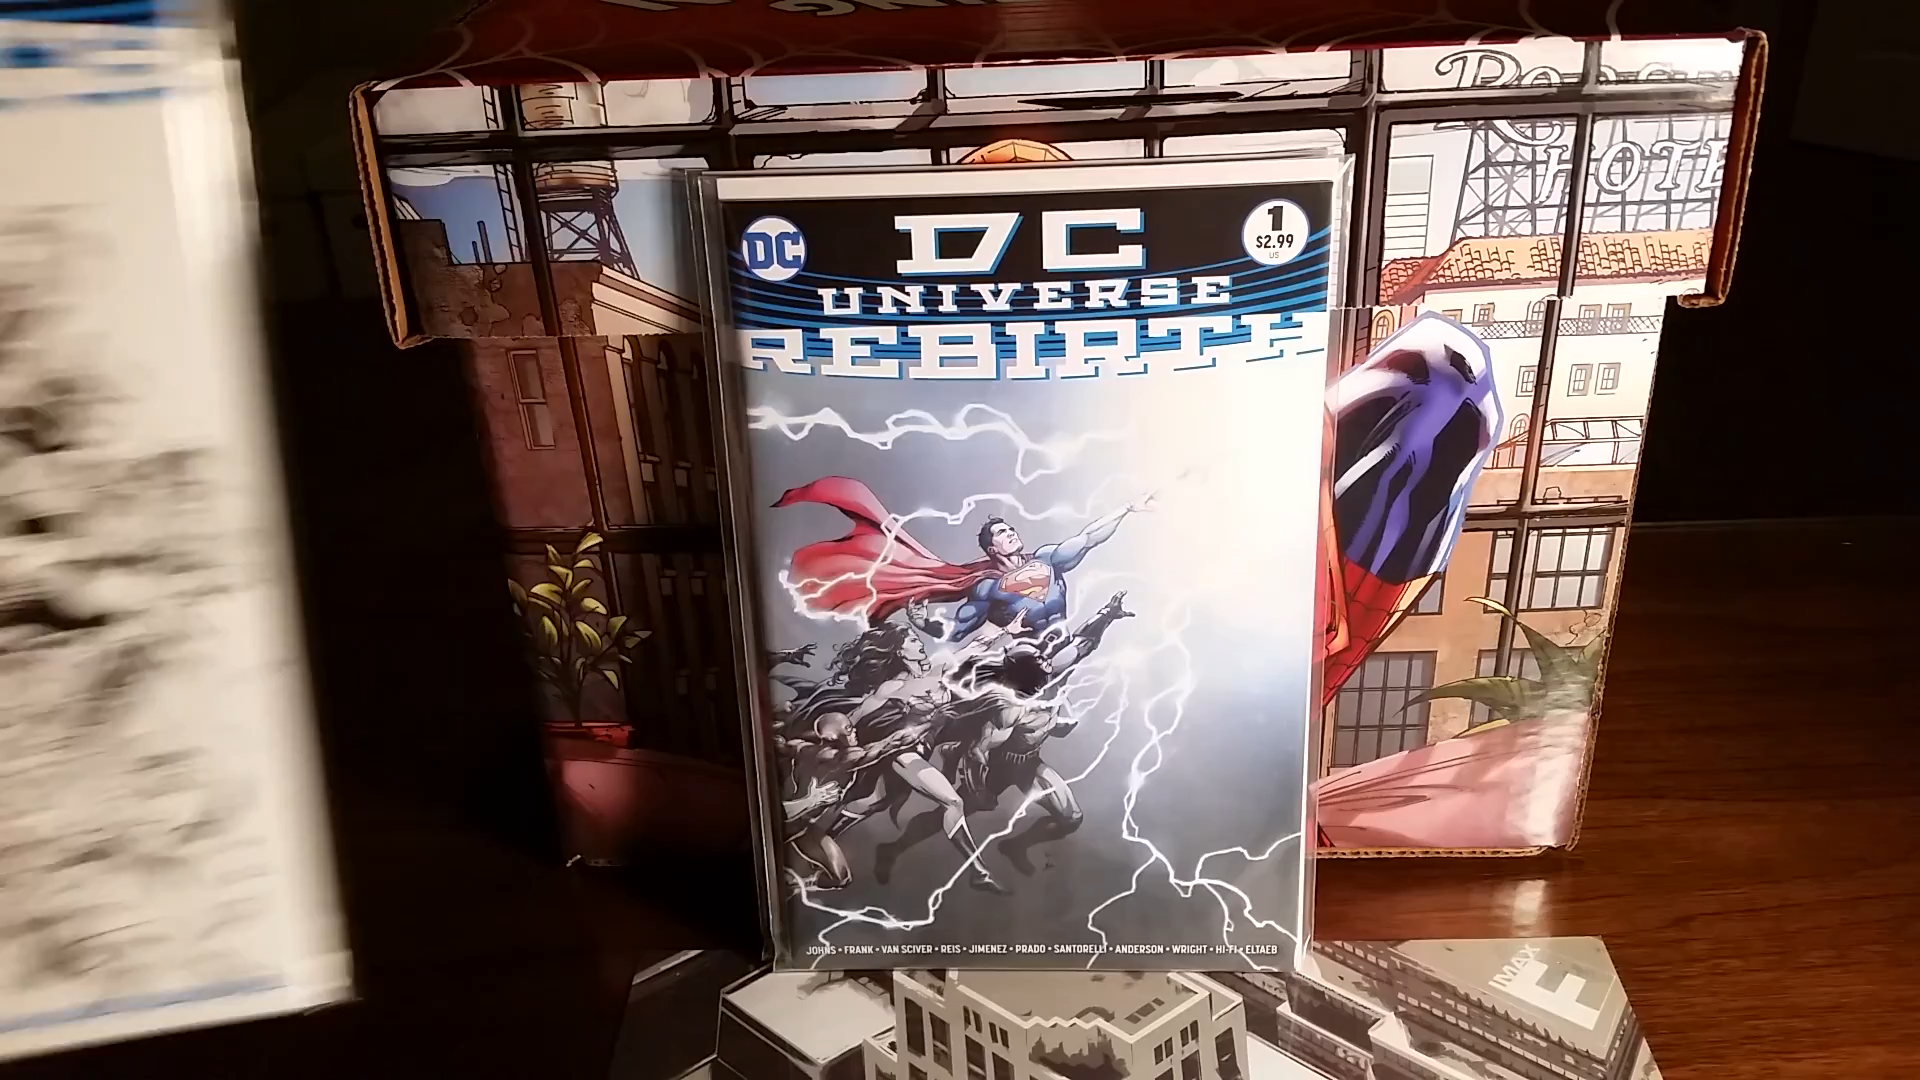 DC
DC
1
$2.99
US
UNIVERSE
REBIRTH
HOTE
JOHNS • FRANK • VAN SCIVER • REIS • JIMENEZ • PRADO • SANTORELLI • ANDERSON • WRIGHT • HI-FI • ELTAEB
IMAX
F